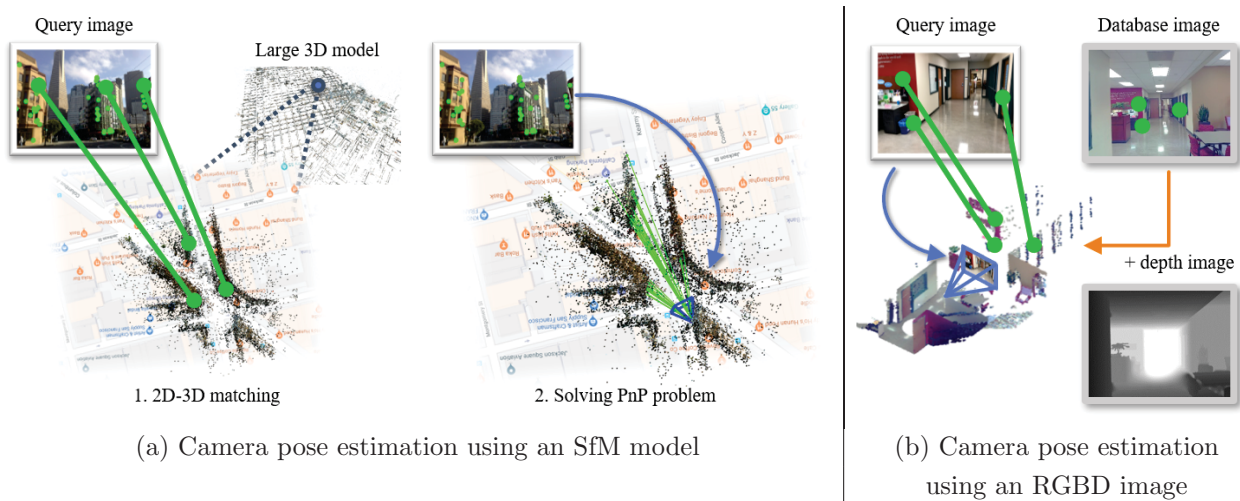 Query image
Large 3D model
1. 2D-3D matching
2. Solving PnP problem
(a) Camera pose estimation using an SfM model
Query image
Database image
+ depth image
(b) Camera pose estimation
using an RGBD image